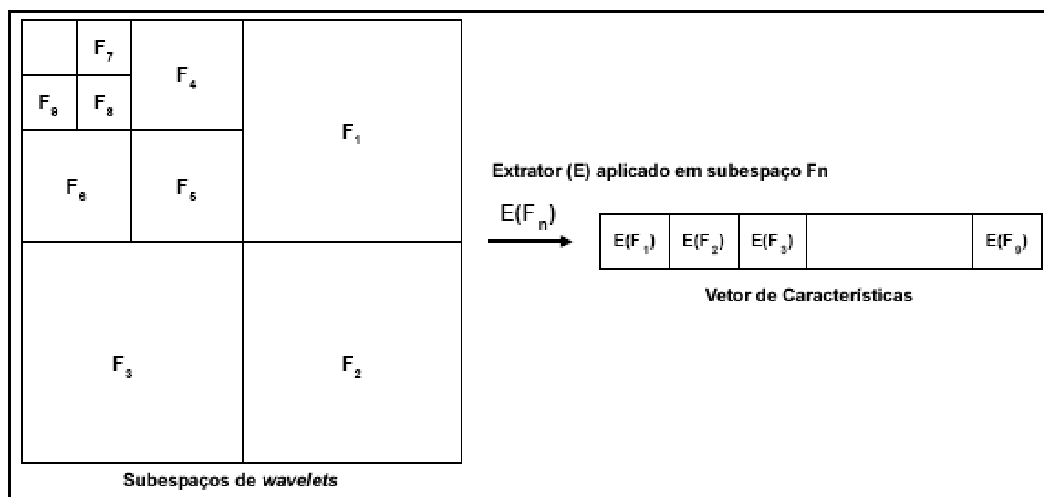 F₇
F₄
F₉ F₈
F₁
F₆ F₅
F₃ F₂
Subespaços de wavelets
Extrator (E) aplicado em subespaço Fn
E(Fₙ)
E(F₁) E(F₂) E(F₃) E(F₉)
Vetor de Características